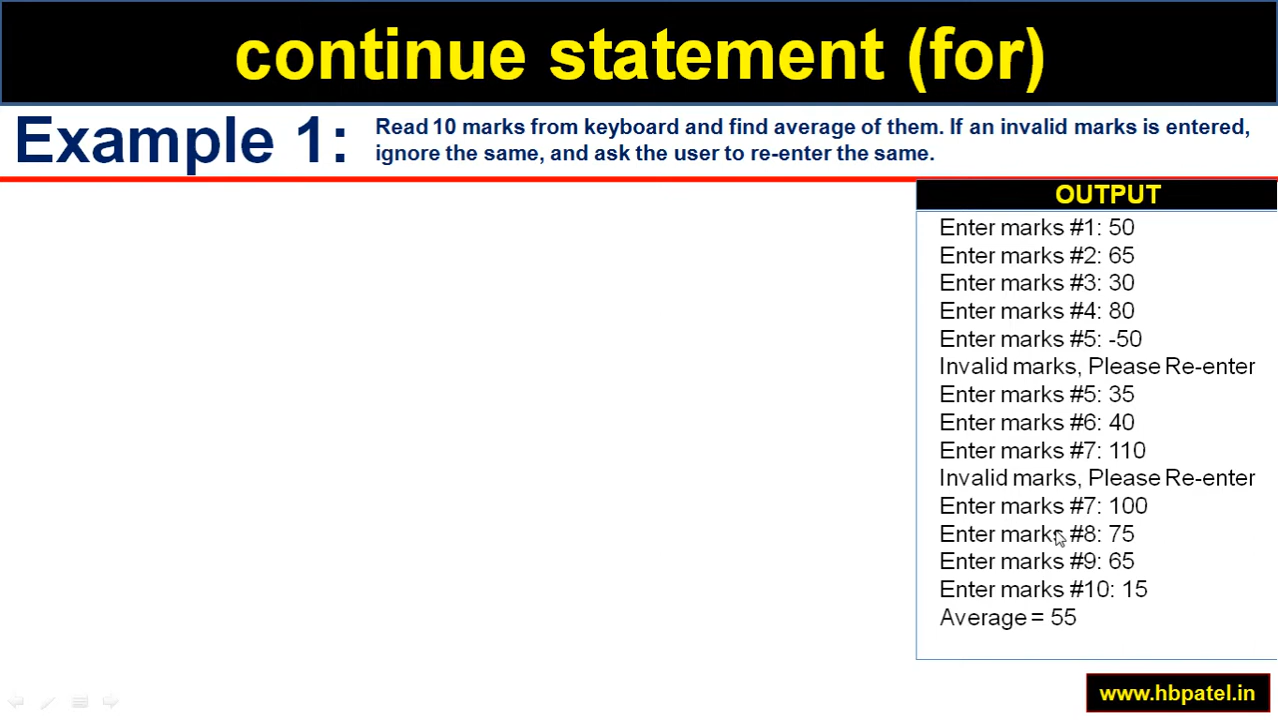 continue statement (for)
Example 1:
Read 10 marks from keyboard and find average of them. If an invalid marks is entered,
ignore the same, and ask the user to re-enter the same.
OUTPUT
Enter marks #1: 50
Enter marks #2: 65
Enter marks #3: 30
Enter marks #4: 80
Enter marks #5: -50
Invalid marks, Please Re-enter
Enter marks #5: 35
Enter marks #6: 40
Enter marks #7: 110
Invalid marks, Please Re-enter
Enter marks #7: 100
Enter marks #8: 75
Enter marks #9: 65
Enter marks #10: 15
Average = 55
www.hbpatel.in